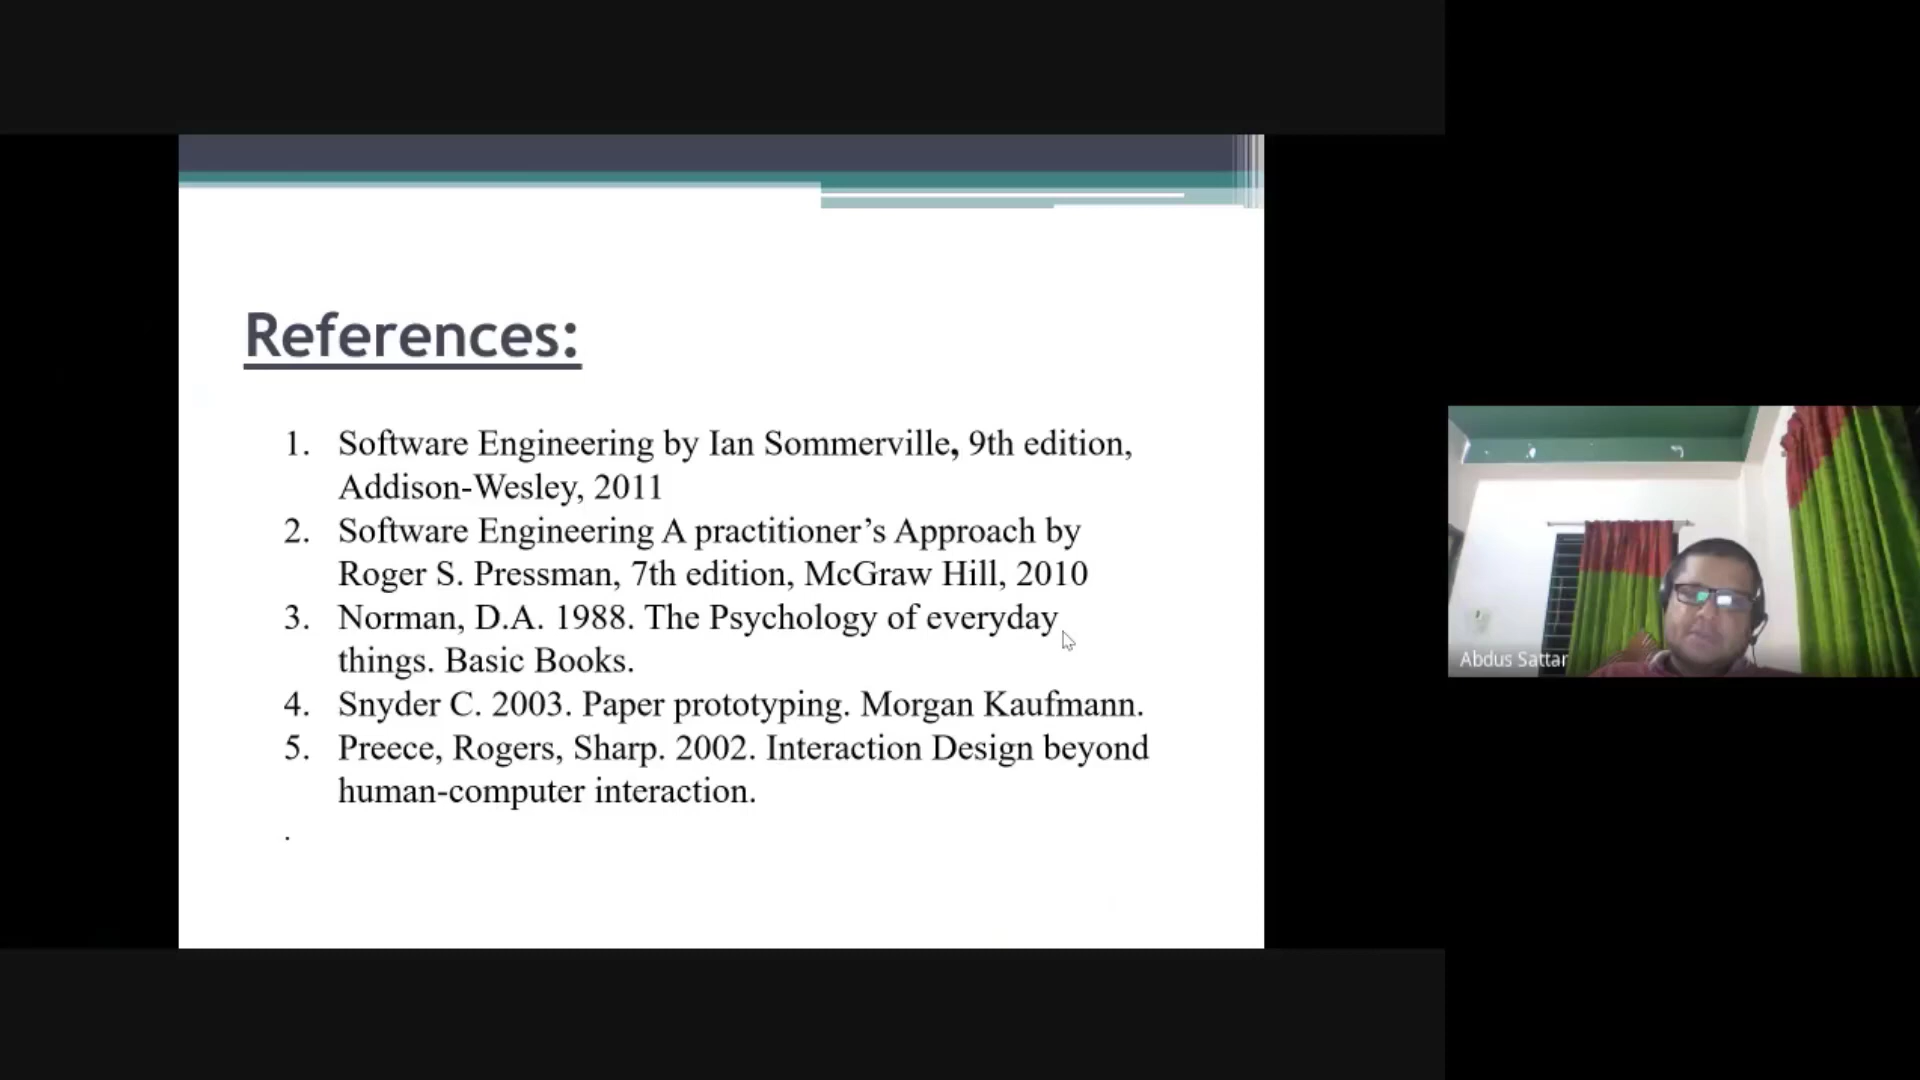 References:
1. Software Engineering by Ian Sommerville, 9th edition,
Addison-Wesley, 2011
2. Software Engineering A practitioner’s Approach by
Roger S. Pressman, 7th edition, McGraw Hill, 2010
3. Norman, D.A. 1988. The Psychology of everyday
things. Basic Books.
4. Snyder C. 2003. Paper prototyping. Morgan Kaufmann.
5. Preece, Rogers, Sharp. 2002. Interaction Design beyond
human-computer interaction.
.
Abdus Sattar